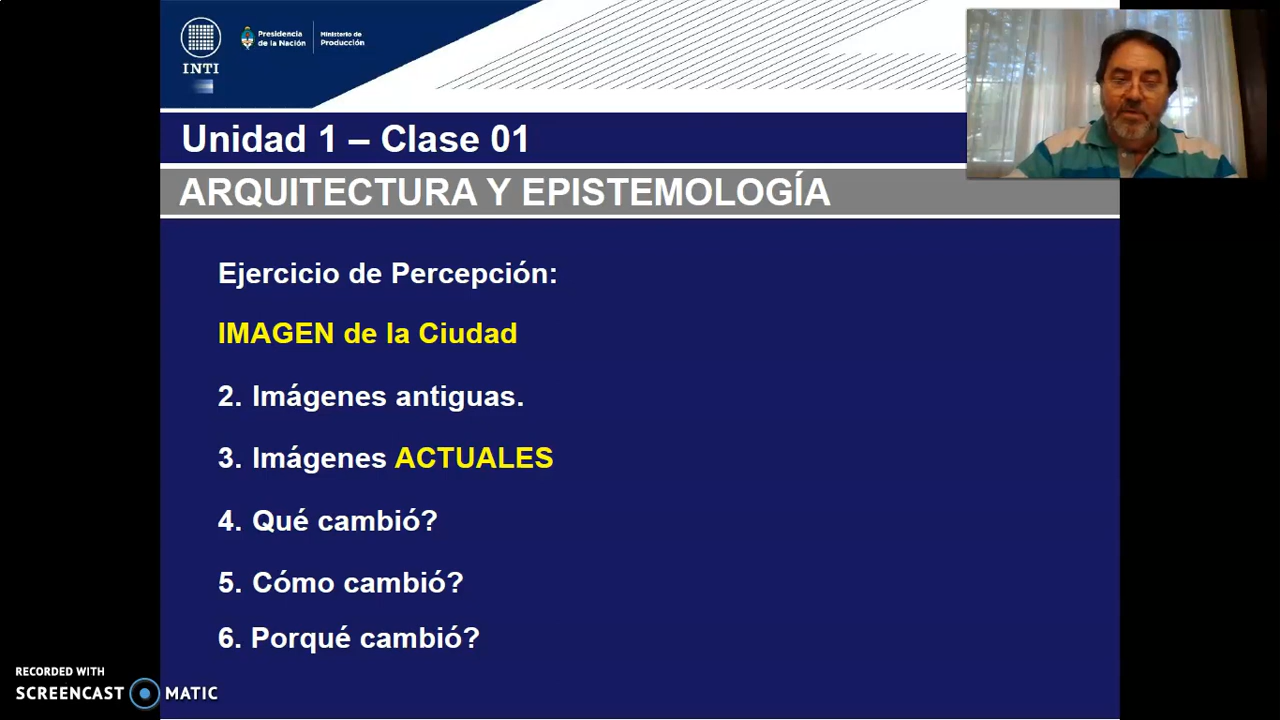 INTI
Presidencia
de la Nación
Ministerio de
Producción
Unidad 1 – Clase 01
ARQUITECTURA Y EPISTEMOLOGÍA
Ejercicio de Percepción:
IMAGEN de la Ciudad
2. Imágenes antiguas.
3. Imágenes ACTUALES
4. Qué cambió?
5. Cómo cambió?
6. Porqué cambió?
RECORDED WITH
SCREENCAST MATIC